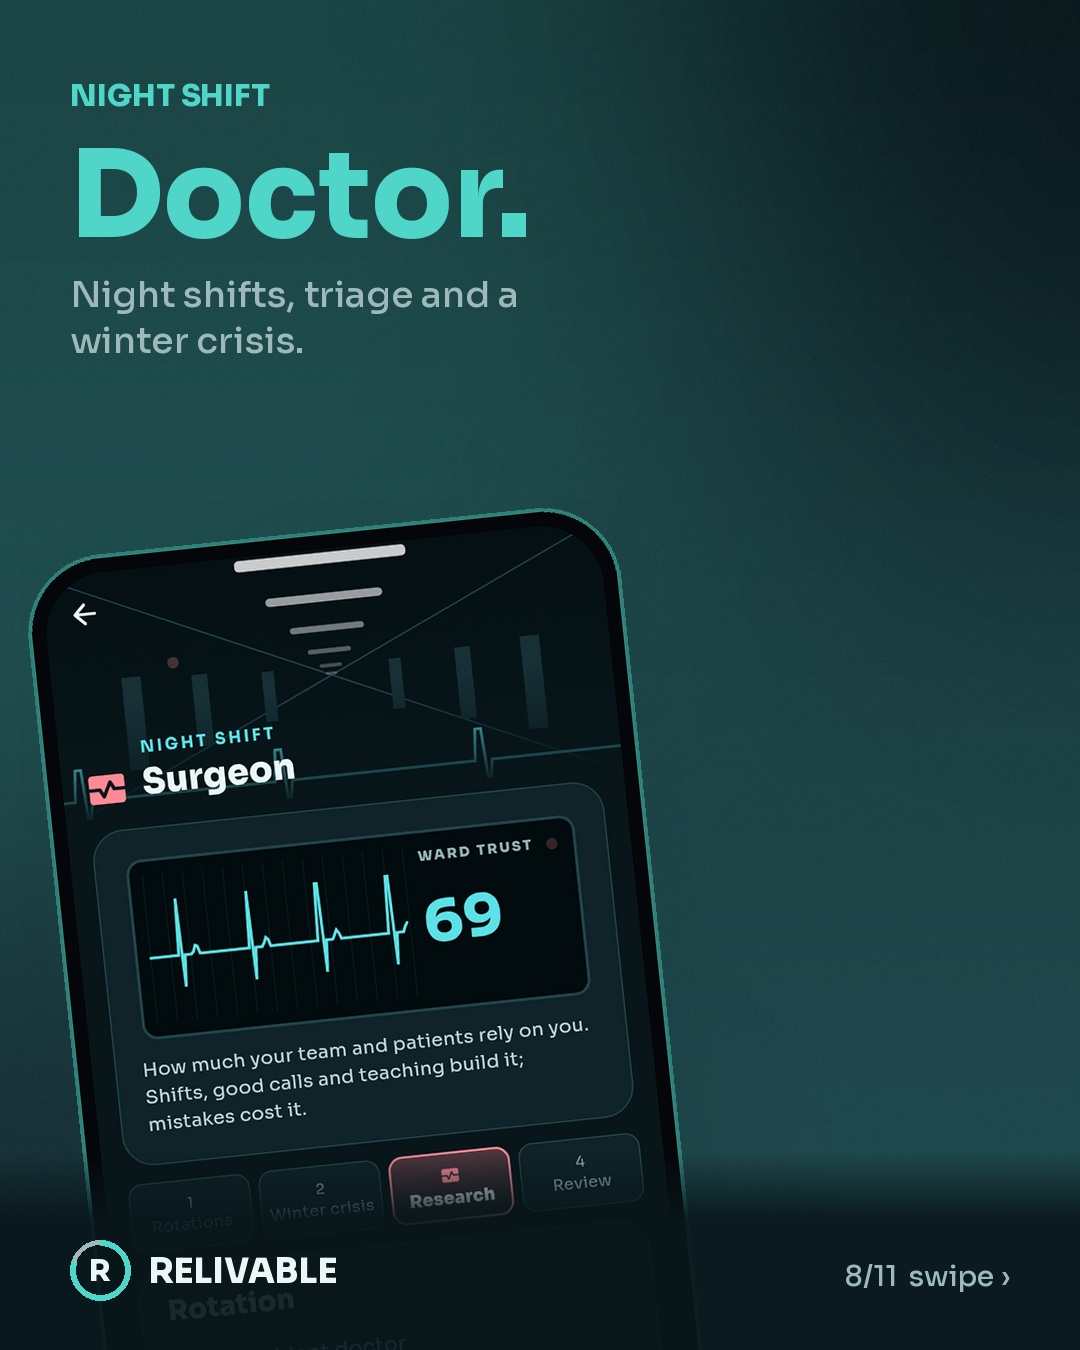 NIGHT SHIFT
Doctor.
Night shifts, triage and a
winter crisis.
NIGHT SHIFT
Surgeon
WARD TRUST
69
How much your team and patients rely on you.
Shifts, good calls and teaching build it;
mistakes cost it.
1
Rotations
2
Winter crisis
Research
4
Review
R RELIVABLE
8/11 swipe ›
Rotation
doctor